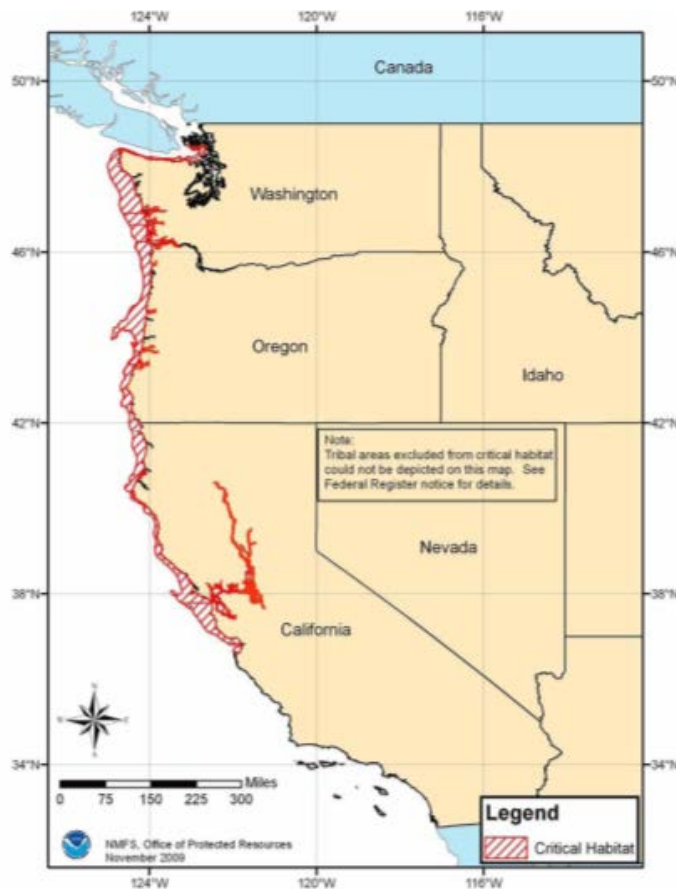 124°W 120°W 116°W
Canada
50°N 50°N
Washington
46°N 46°N
Oregon
Idaho
42°N 42°N
Note:
Tribal areas excluded from critical habitat
could not be depicted on this map. See
Federal Register notice for details.
Nevada
38°N 38°N
California
N
34°N 34°N
Miles
0 75 150 225 300
Legend
Critical Habitat
NMFS, Office of Protected Resources
November 2009
124°W 120°W 116°W